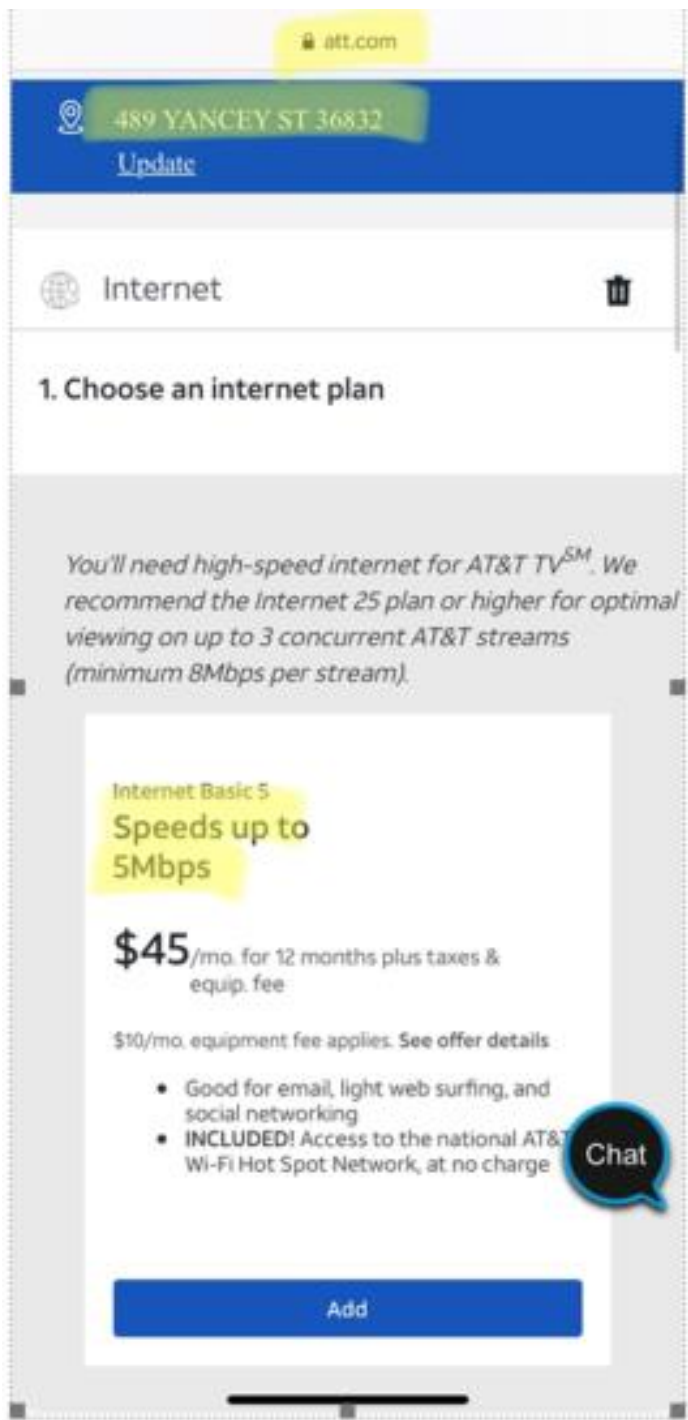 att.com
489 YANCEY ST 36832
Update
Internet
1. Choose an internet plan
You'll need high-speed internet for AT&T TV℠. We
recommend the Internet 25 plan or higher for optimal
viewing on up to 3 concurrent AT&T streams
(minimum 8Mbps per stream).
Internet Basic 5
Speeds up to
5Mbps
$45/mo. for 12 months plus taxes &
equip. fee
$10/mo. equipment fee applies. See offer details
• Good for email, light web surfing, and
social networking
• INCLUDED! Access to the national AT&T
Wi-Fi Hot Spot Network, at no charge
Chat
Add